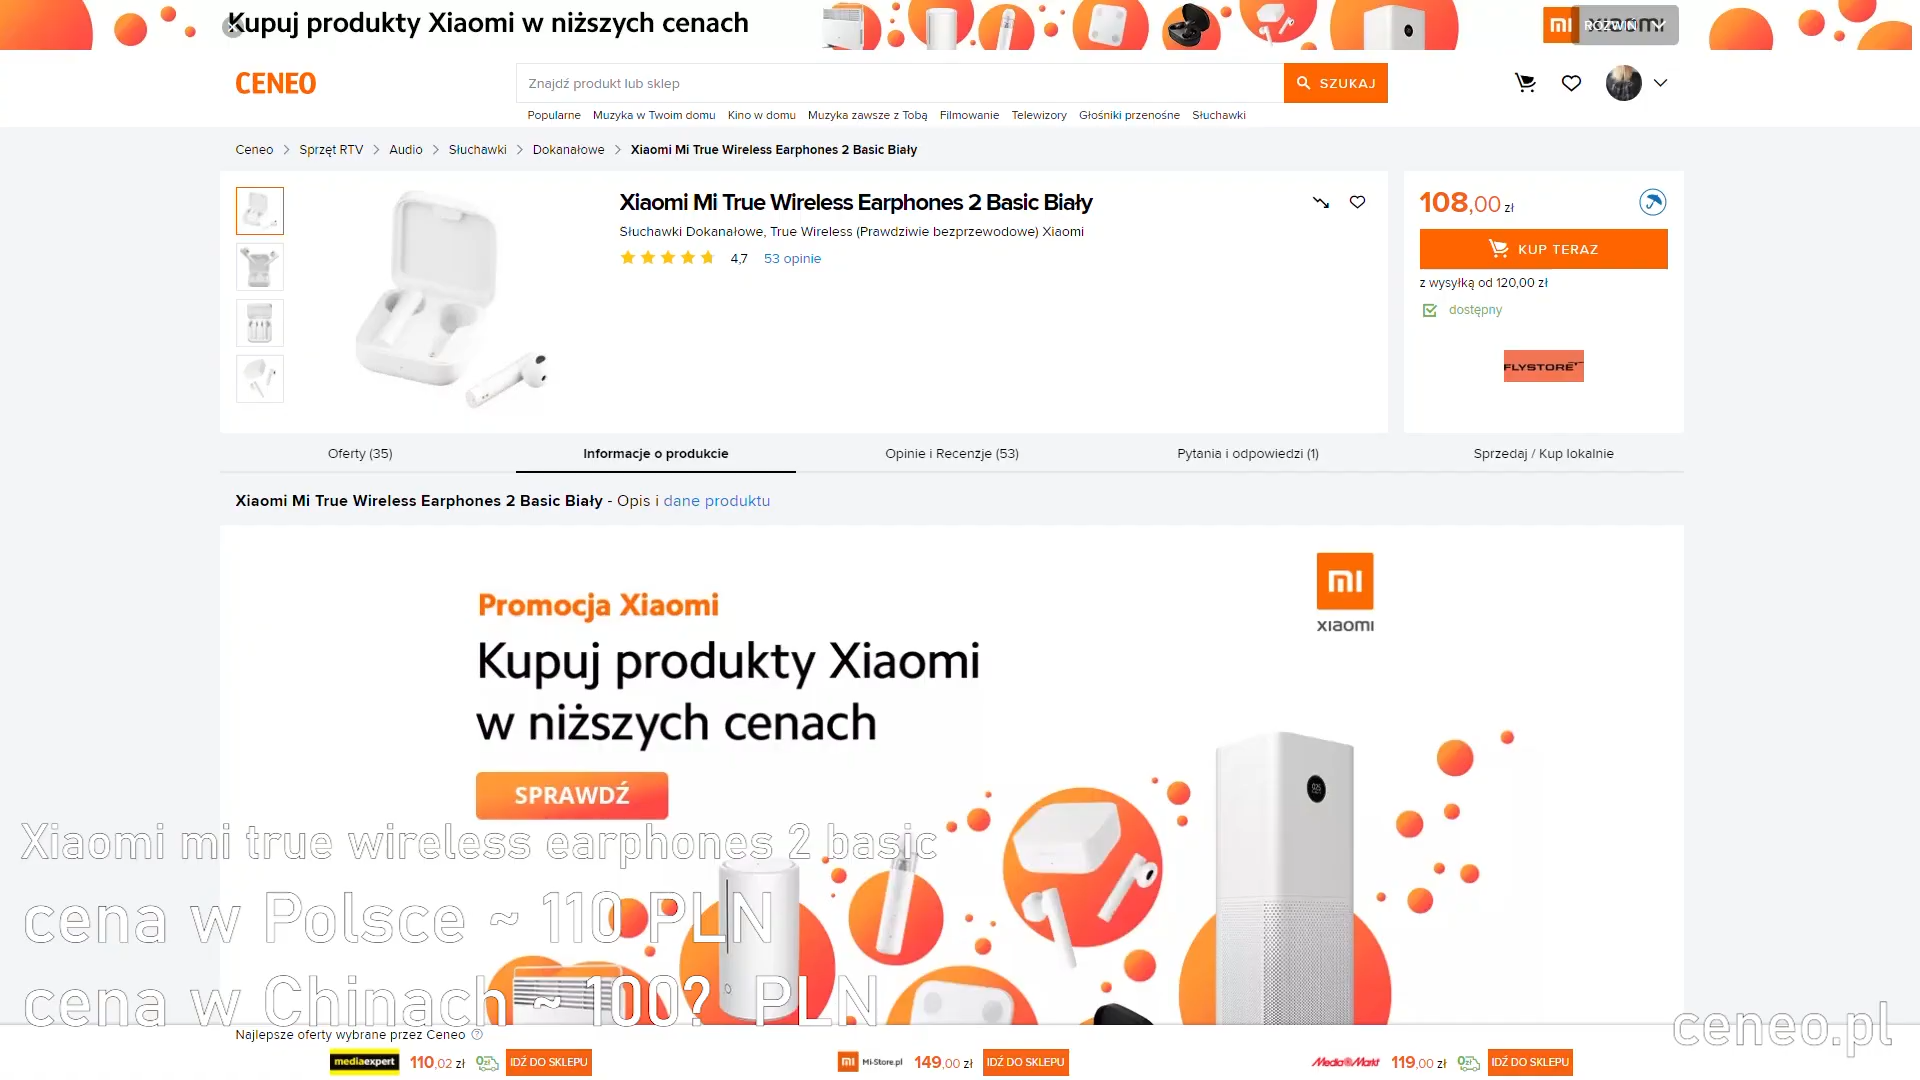 Kupuj produkty Xiaomi w niższych cenach
ROZWIŃ
CENEO
Znajdź produkt lub sklep
SZUKAJ
Popularne Muzyka w Twoim domu Kino w domu Muzyka zawsze z Tobą Filmowanie Telewizory Głośniki przenośne Słuchawki
Ceneo Sprzęt RTV Audio Słuchawki Dokanałowe Xiaomi Mi True Wireless Earphones 2 Basic Biały
Xiaomi Mi True Wireless Earphones 2 Basic Biały
Słuchawki Dokanałowe, True Wireless (Prawdziwie bezprzewodowe) Xiaomi
4,7 53 opinie
108,00 zł
KUP TERAZ
z wysyłką od 120,00 zł
dostępny
FLYSTORE
Oferty (35) Informacje o produkcie Opinie i Recenzje (53) Pytania i odpowiedzi (1) Sprzedaj / Kup lokalnie
Xiaomi Mi True Wireless Earphones 2 Basic Biały - Opis i dane produktu
mi
xiaomi
Promocja Xiaomi
Kupuj produkty Xiaomi
w niższych cenach
SPRAWDŹ
Xiaomi mi true wireless earphones 2 basic
cena w Polsce ~ 110 PLN
cena w Chinach ~ 100? PLN
ceneo.pl
Najlepsze oferty wybrane przez Ceneo
mediaexpert 110,02 zł IDŹ DO SKLEPU
mi Mi-Store.pl 149,00 zł IDŹ DO SKLEPU
Media Markt 119,00 zł IDŹ DO SKLEPU